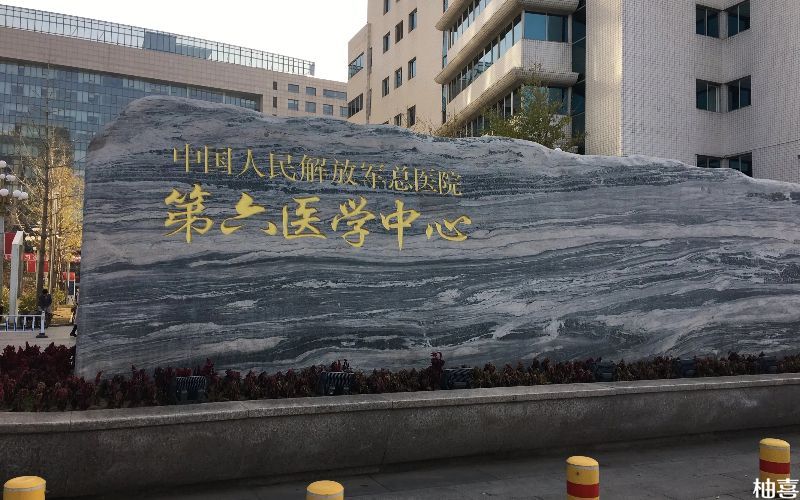 中国人民解放军总医院
第六医学中心
柚喜